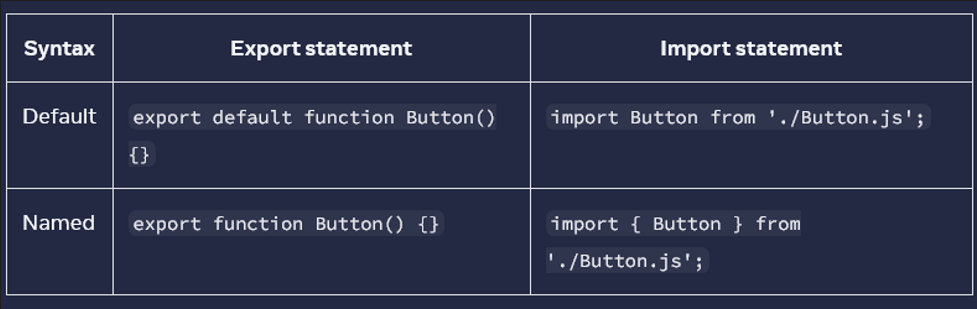 Syntax Export statement Import statement
Default export default function Button() import Button from './Button.js';
{}
Named export function Button() {} import { Button } from
'./Button.js';